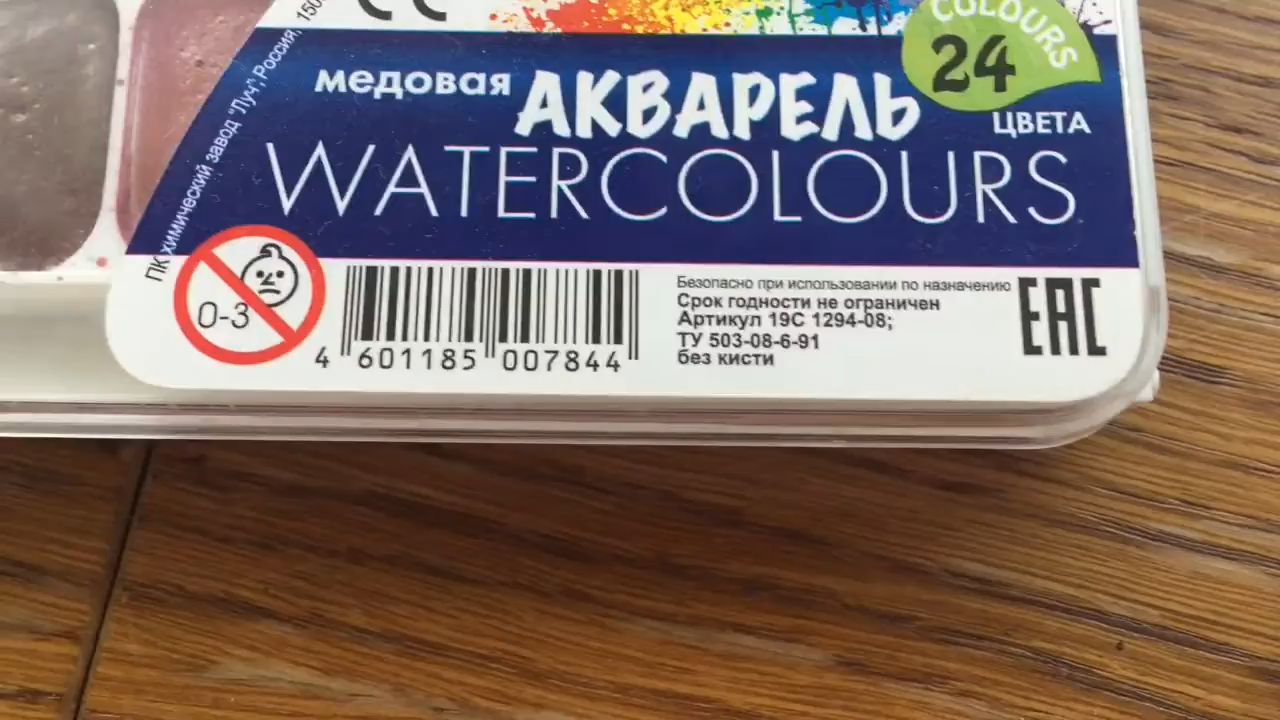 COLOURS
24
ЦВЕТА
медовая АКВАРЕЛЬ
WATERCOLOURS
ПК химический завод "Луч", Россия, 150
0-3
4 601185 007844
Безопасно при использовании по назначению
Срок годности не ограничен
Артикул 19С 1294-08;
ТУ 503-08-6-91
без кисти
EAC